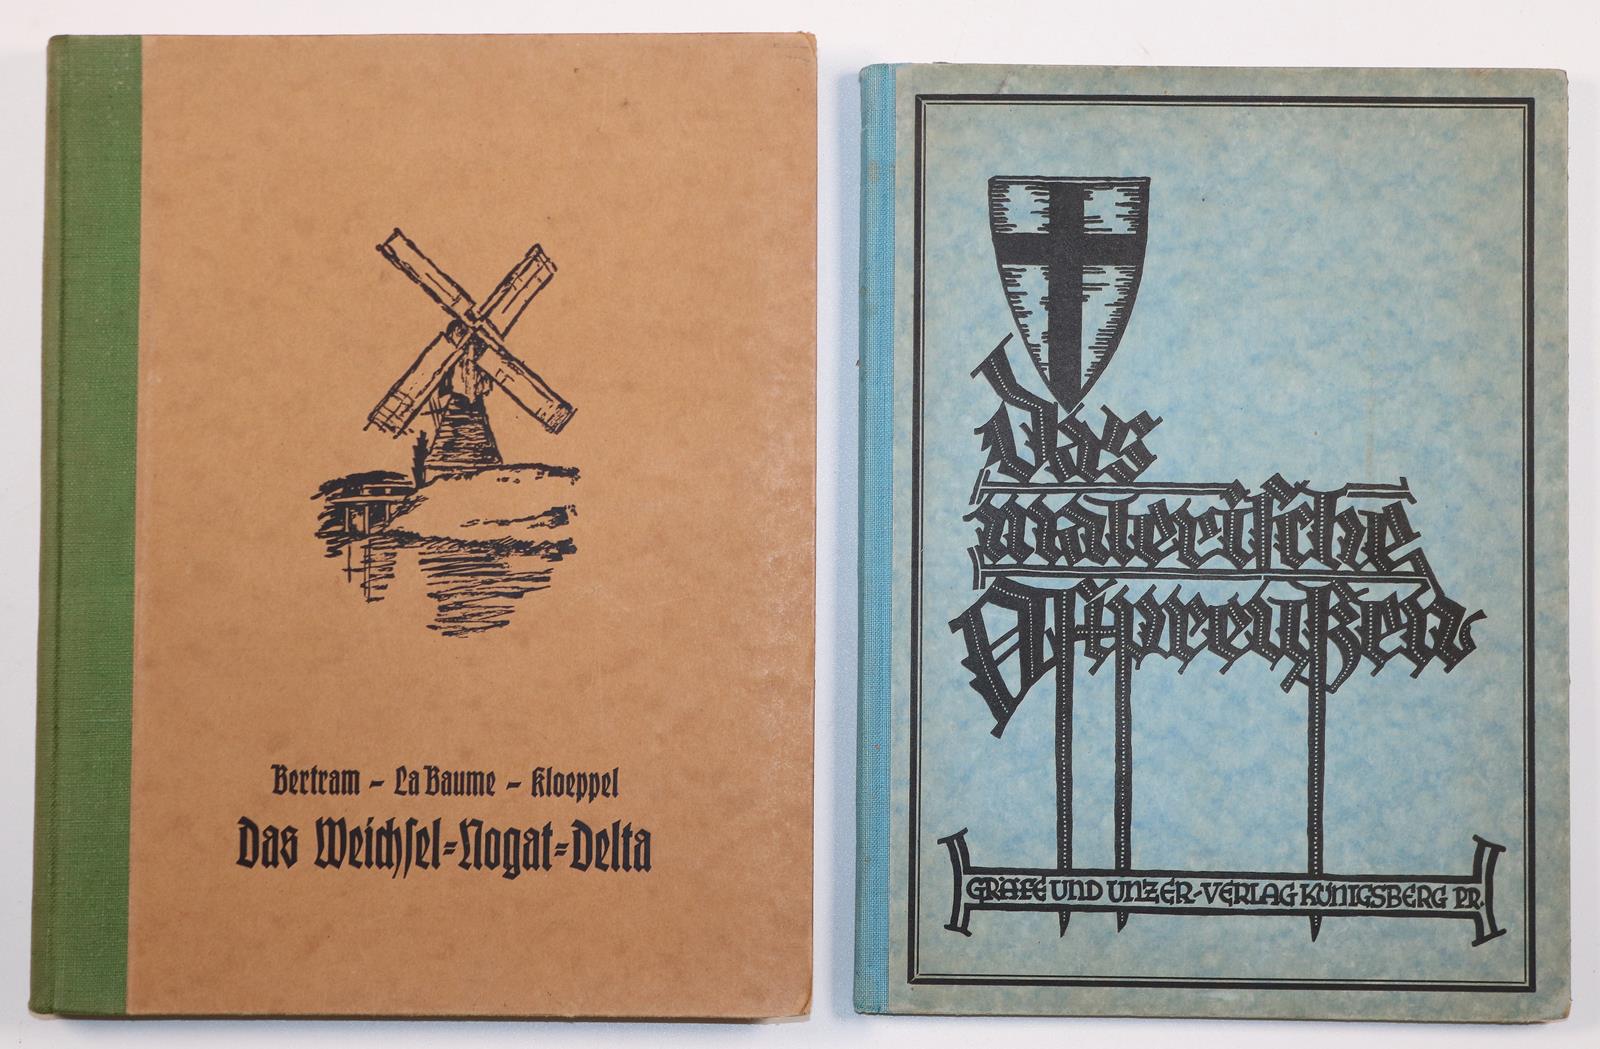 Bertram – La Baume – Kloeppel
Das Weichsel=Nogat=Delta
Das
malerische
Ostpreußen
GRÄFE UND UNZER-VERLAG KÖNIGSBERG PR.